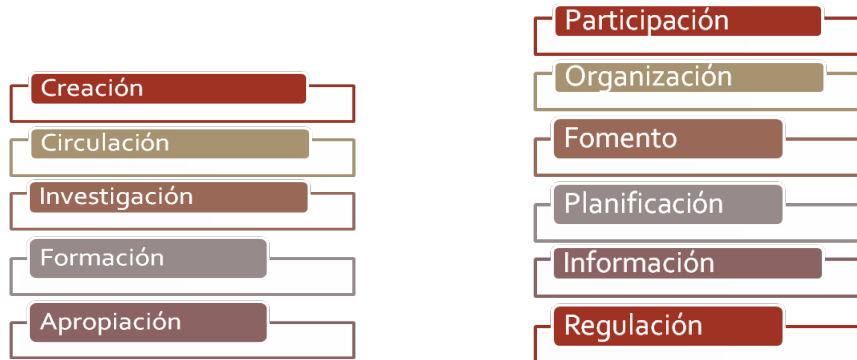 Creación
Circulación
Investigación
Formación
Apropiación
Participación
Organización
Fomento
Planificación
Información
Regulación